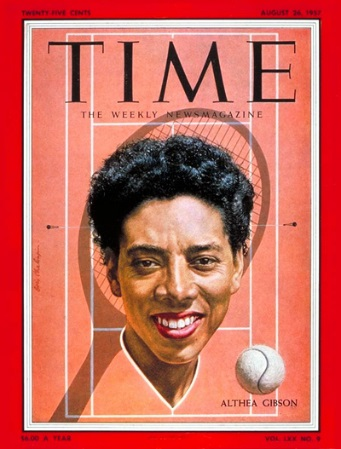 TWENTY-FIVE CENTS
AUGUST 26, 1957
TIME
THE WEEKLY NEWSMAGAZINE
ALTHEA GIBSON
$6.00 A YEAR
VOL. LXX NO. 9